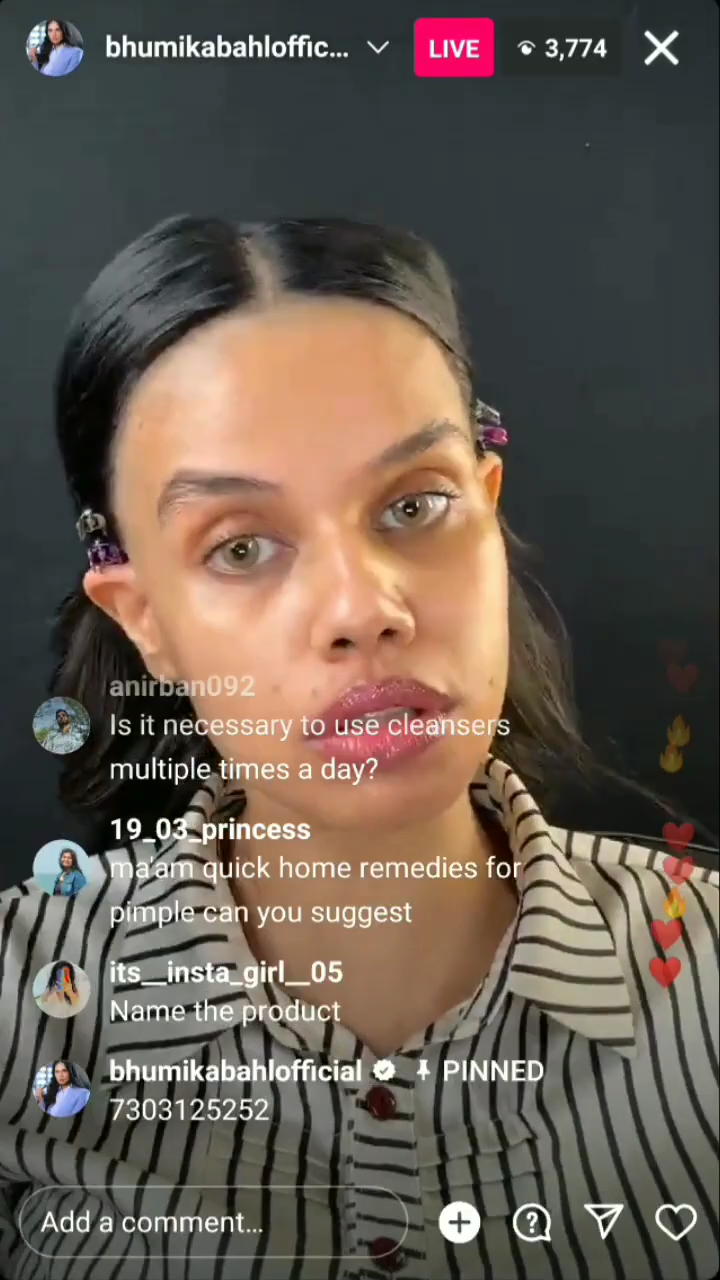 bhumikabahloffic...
LIVE
3,774
anirban092
Is it necessary to use cleansers
multiple times a day?
19_03_princess
ma'am quick home remedies for
pimple can you suggest
its__insta_girl__05
Name the product
bhumikabahlofficial PINNED
7303125252
Add a comment...